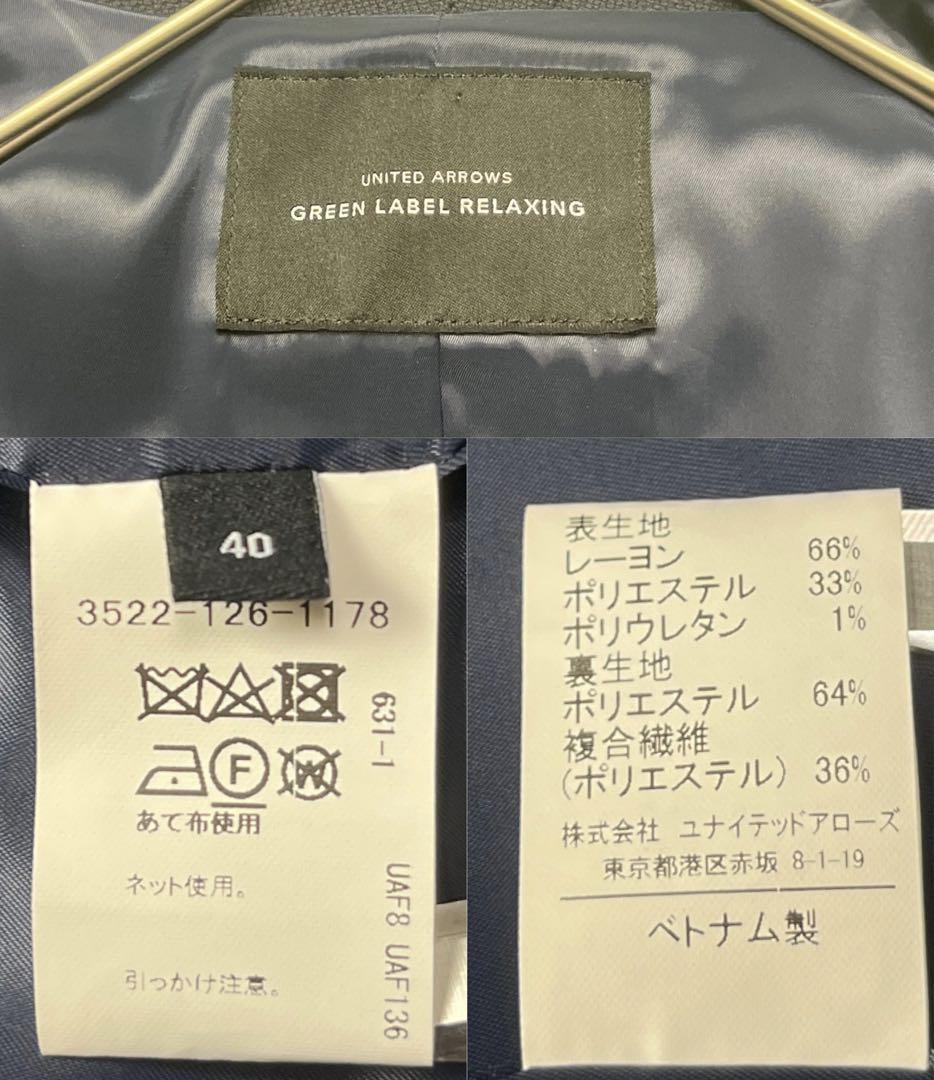 UNITED ARROWS
GREEN LABEL RELAXING
40
3522-126-1178
631-1
F
W
あて布使用
ネット使用。
引っかけ注意。
UAF8 UAF136
表生地
レーヨン 66%
ポリエステル 33%
ポリウレタン 1%
裏生地
ポリエステル 64%
複合繊維
(ポリエステル) 36%
株式会社 ユナイテッドアローズ
東京都港区赤坂 8-1-19
ベトナム製